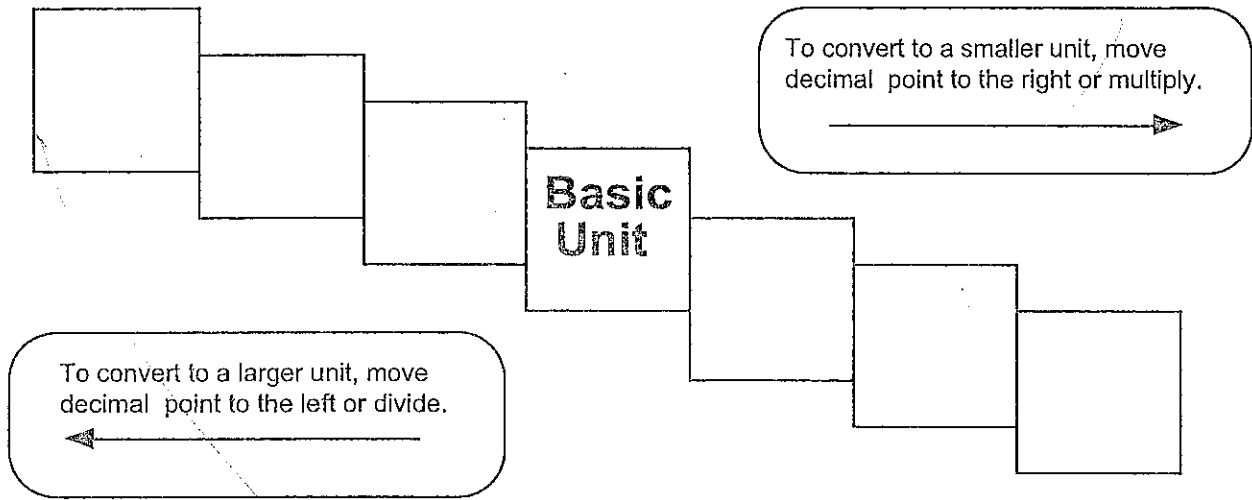 To convert to a smaller unit, move
decimal point to the right or multiply.
Basic
Unit
To convert to a larger unit, move
decimal point to the left or divide.